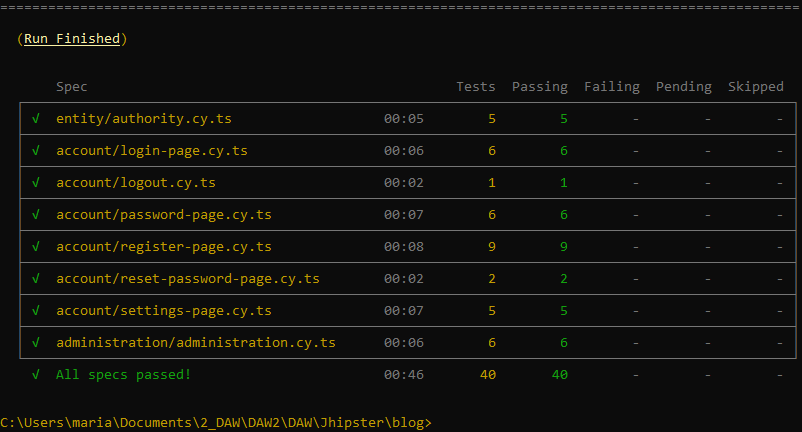 ====================================================================================================
(Run Finished)
Spec Tests Passing Failing Pending Skipped
√ entity/authority.cy.ts 00:05 5 5 - - -
√ account/login-page.cy.ts 00:06 6 6 - - -
√ account/logout.cy.ts 00:02 1 1 - - -
√ account/password-page.cy.ts 00:07 6 6 - - -
√ account/register-page.cy.ts 00:08 9 9 - - -
√ account/reset-password-page.cy.ts 00:02 2 2 - - -
√ account/settings-page.cy.ts 00:07 5 5 - - -
√ administration/administration.cy.ts 00:06 6 6 - - -
√ All specs passed! 00:46 40 40 - - -
C:\Users\maria\Documents\2_DAW\DAW2\DAW\Jhipster\blog>